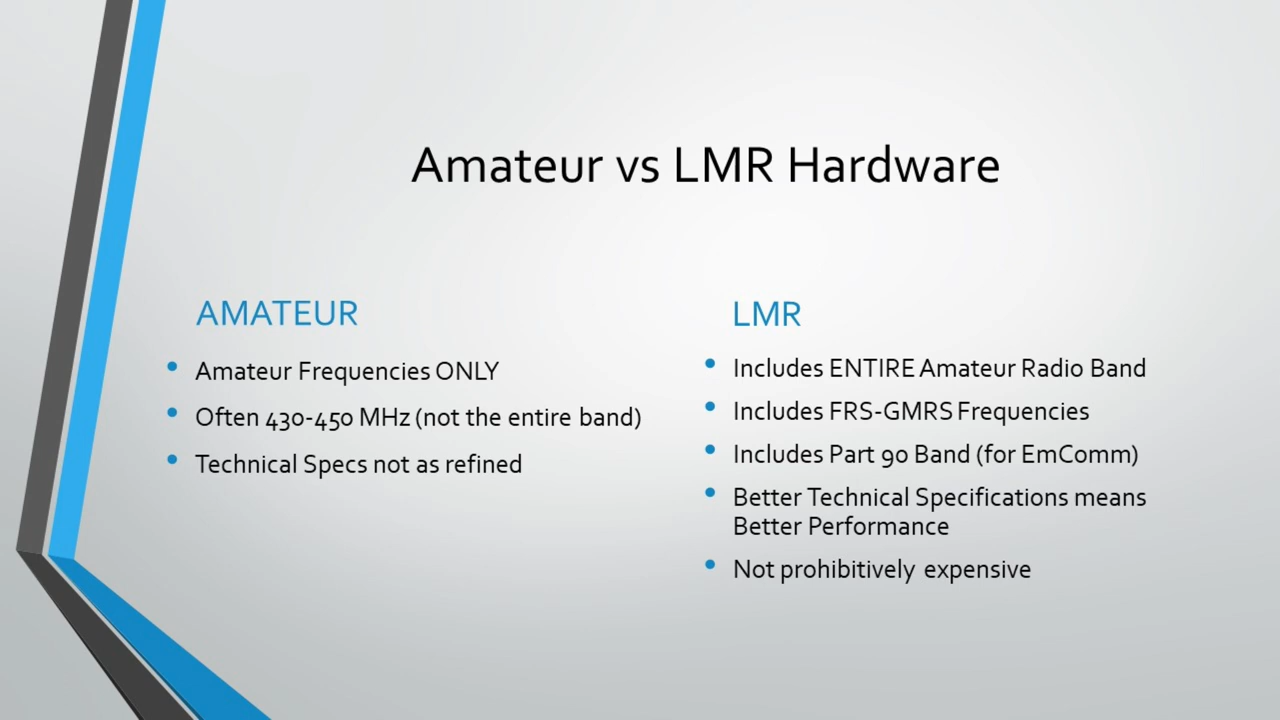 Amateur vs LMR Hardware
AMATEUR
• Amateur Frequencies ONLY
• Often 430-450 MHz (not the entire band)
• Technical Specs not as refined
LMR
• Includes ENTIRE Amateur Radio Band
• Includes FRS-GMRS Frequencies
• Includes Part 90 Band (for EmComm)
• Better Technical Specifications means
Better Performance
• Not prohibitively expensive